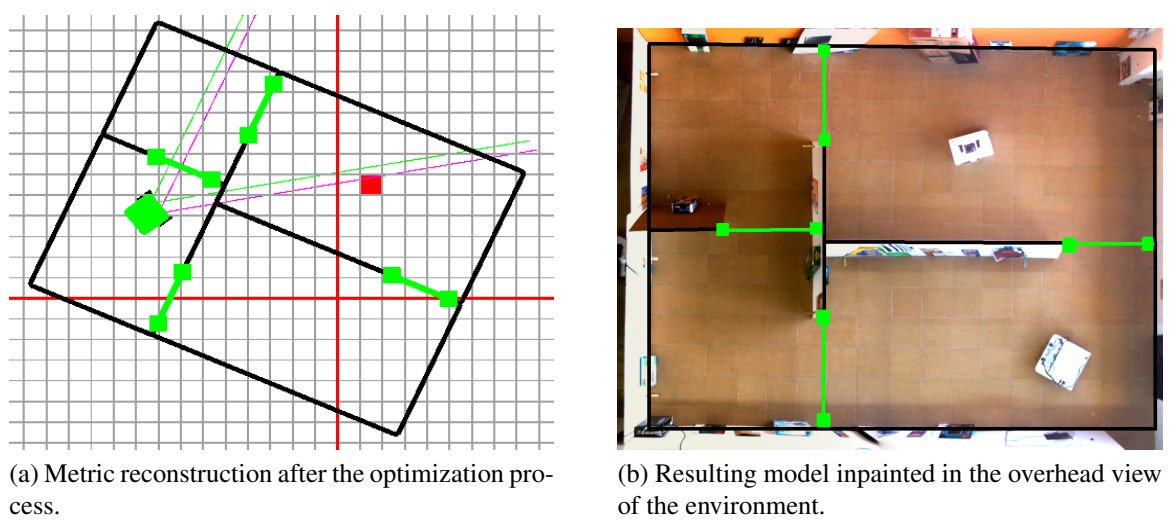 (a) Metric reconstruction after the optimization pro-
cess.
(b) Resulting model inpainted in the overhead view
of the environment.